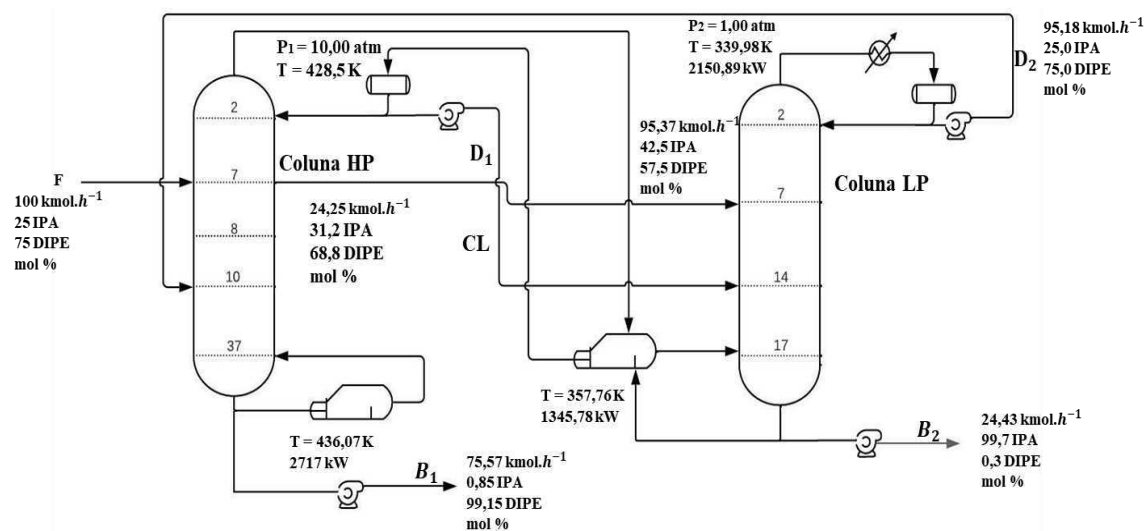 P₁ = 10,00 atm
T = 428,5 K
2
7
8
10
37
Coluna HP
F
100 kmol.h⁻¹
25 IPA
75 DIPE
mol %
24,25 kmol.h⁻¹
31,2 IPA
68,8 DIPE
mol %
D₁
CL
T = 436,07 K
2717 kW
B₁
75,57 kmol.h⁻¹
0,85 IPA
99,15 DIPE
mol %
T = 357,76 K
1345,78 kW
95,37 kmol.h⁻¹
42,5 IPA
57,5 DIPE
mol %
P₂ = 1,00 atm
T = 339,98K
2150,89 kW
2
7
14
17
Coluna LP
D₂
95,18 kmol.h⁻¹
25,0 IPA
75,0 DIPE
mol %
B₂
24,43 kmol.h⁻¹
99,7 IPA
0,3 DIPE
mol %